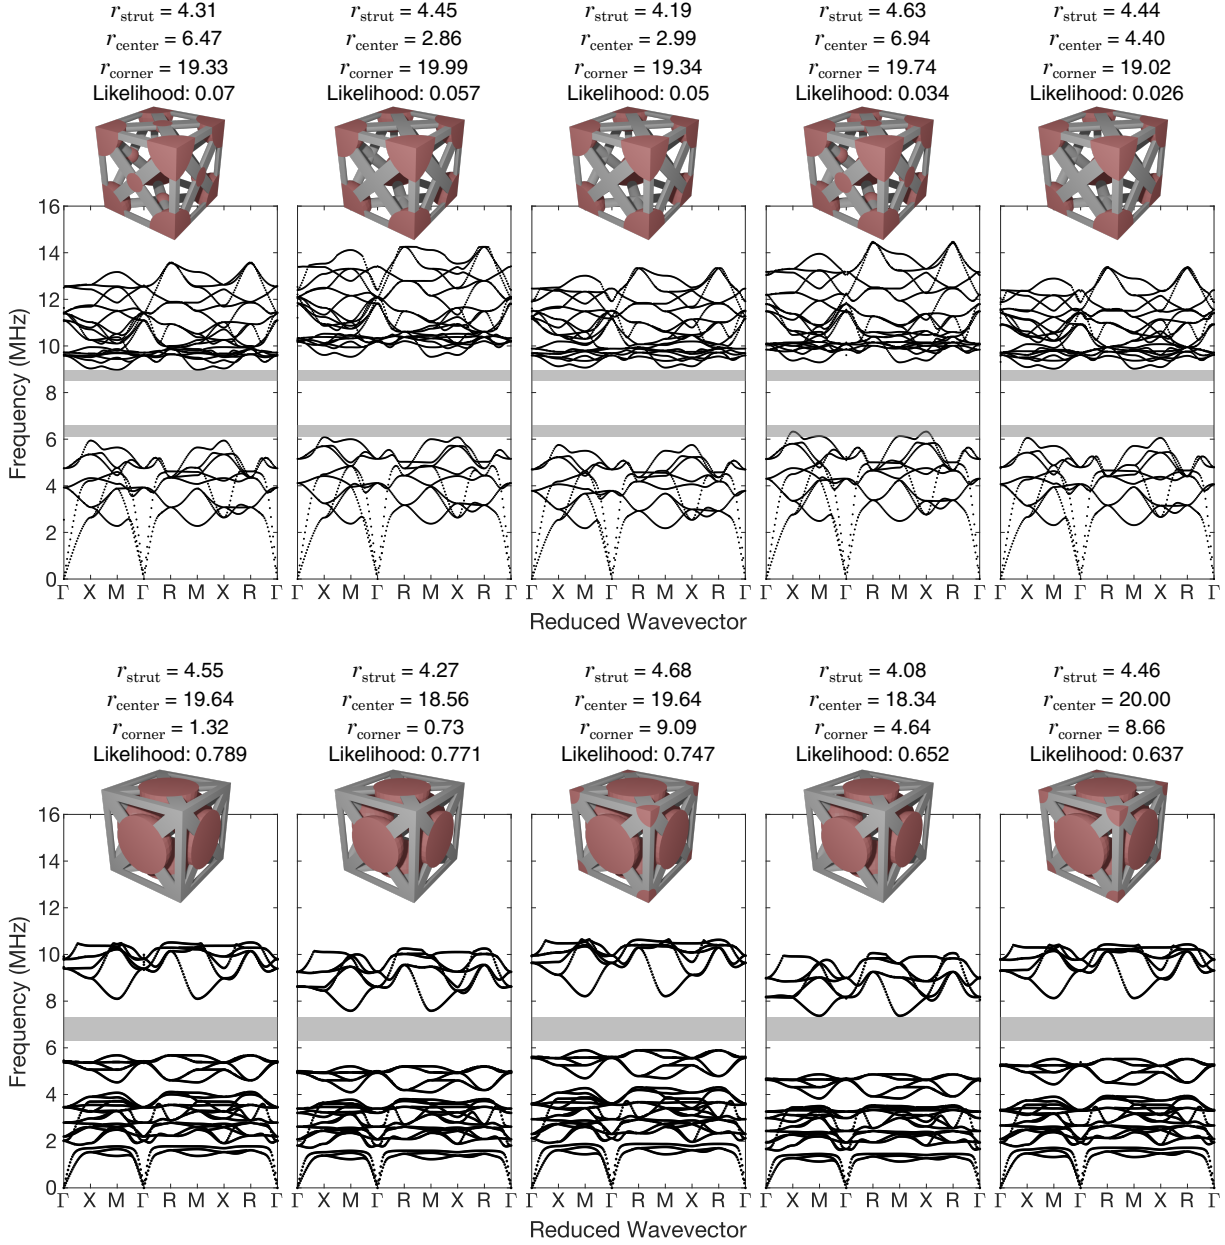 r_strut = 4.31
r_center = 6.47
r_corner = 19.33
Likelihood: 0.07
r_strut = 4.45
r_center = 2.86
r_corner = 19.99
Likelihood: 0.057
r_strut = 4.19
r_center = 2.99
r_corner = 19.34
Likelihood: 0.05
r_strut = 4.63
r_center = 6.94
r_corner = 19.74
Likelihood: 0.034
r_strut = 4.44
r_center = 4.40
r_corner = 19.02
Likelihood: 0.026
Frequency (MHz)
16
14
12
10
8
6
4
2
0
Γ X M Γ R M X R Γ
Γ X M Γ R M X R Γ
Γ X M Γ R M X R Γ
Γ X M Γ R M X R Γ
Γ X M Γ R M X R Γ
Reduced Wavevector
r_strut = 4.55
r_center = 19.64
r_corner = 1.32
Likelihood: 0.789
r_strut = 4.27
r_center = 18.56
r_corner = 0.73
Likelihood: 0.771
r_strut = 4.68
r_center = 19.64
r_corner = 9.09
Likelihood: 0.747
r_strut = 4.08
r_center = 18.34
r_corner = 4.64
Likelihood: 0.652
r_strut = 4.46
r_center = 20.00
r_corner = 8.66
Likelihood: 0.637
Frequency (MHz)
16
14
12
10
8
6
4
2
0
Γ X M Γ R M X R Γ
Γ X M Γ R M X R Γ
Γ X M Γ R M X R Γ
Γ X M Γ R M X R Γ
Γ X M Γ R M X R Γ
Reduced Wavevector